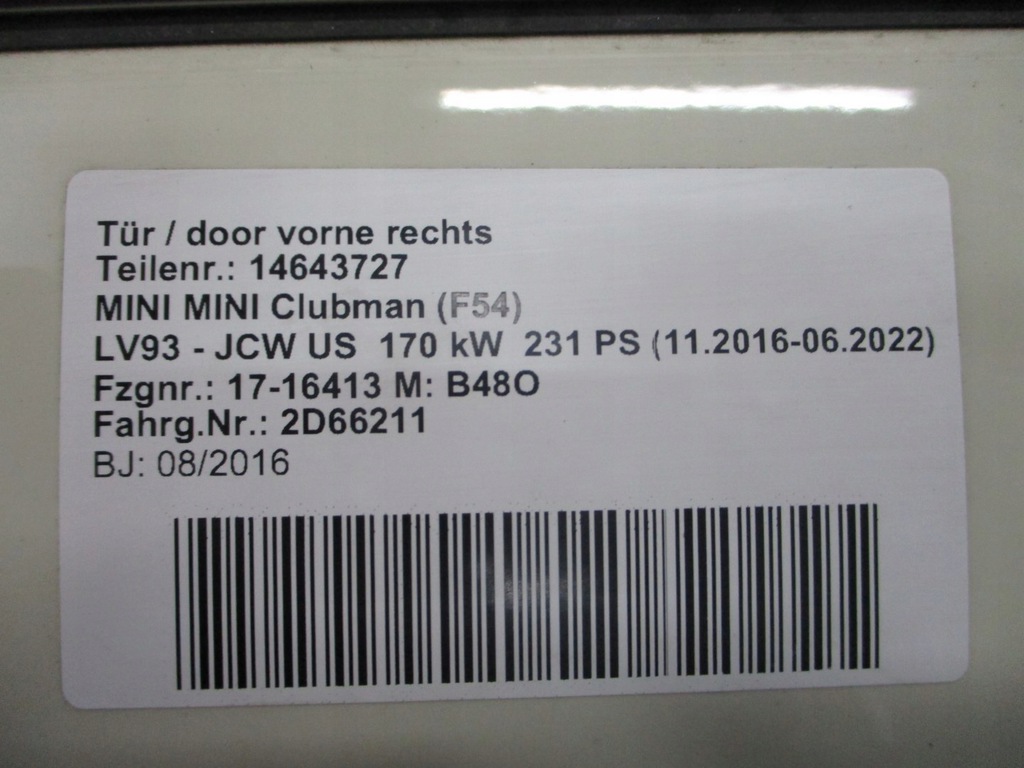 Tür / door vorne rechts
Teilenr.: 14643727
MINI MINI Clubman (F54)
LV93 - JCW US 170 kW 231 PS (11.2016-06.2022)
Fzgnr.: 17-16413 M: B48O
Fahrg.Nr.: 2D66211
BJ: 08/2016